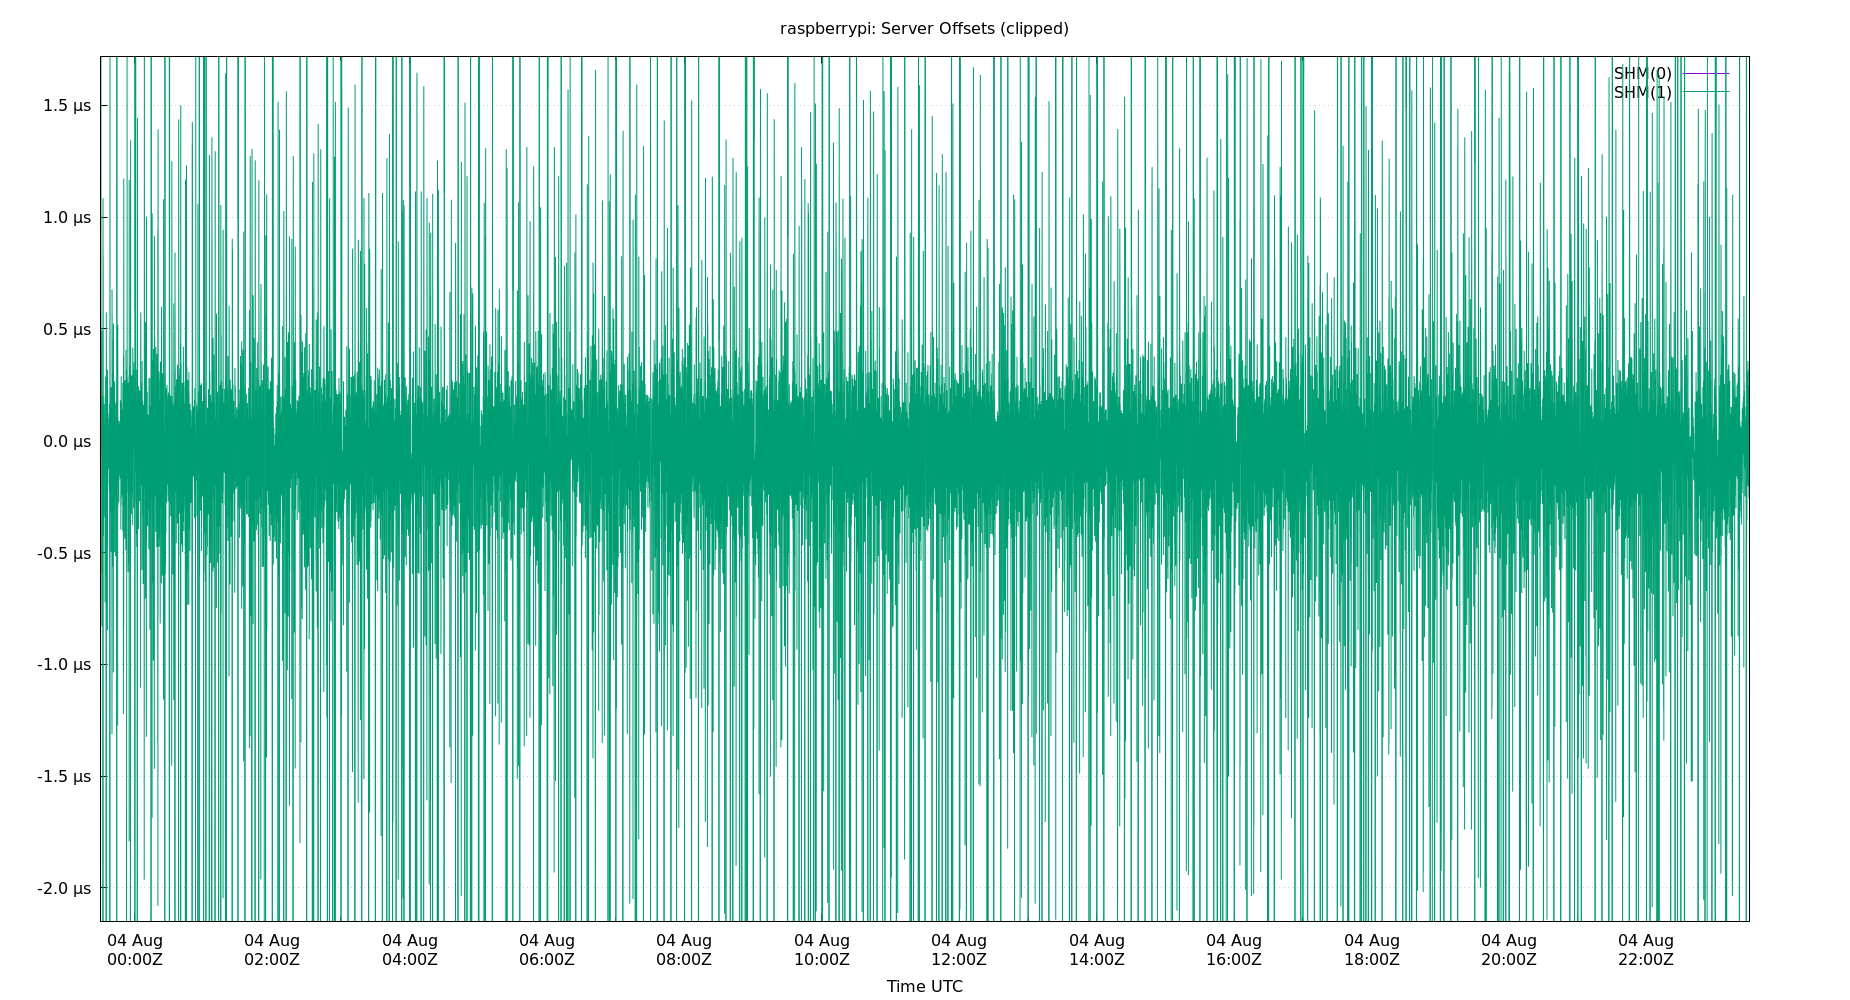 raspberrypi: Server Offsets (clipped)
SHM(0)
SHM(1)
1.5 µs
1.0 µs
0.5 µs
0.0 µs
-0.5 µs
-1.0 µs
-1.5 µs
-2.0 µs
04 Aug 04 Aug 04 Aug 04 Aug 04 Aug 04 Aug 04 Aug 04 Aug 04 Aug 04 Aug 04 Aug 04 Aug
00:00Z 02:00Z 04:00Z 06:00Z 08:00Z 10:00Z 12:00Z 14:00Z 16:00Z 18:00Z 20:00Z 22:00Z
Time UTC